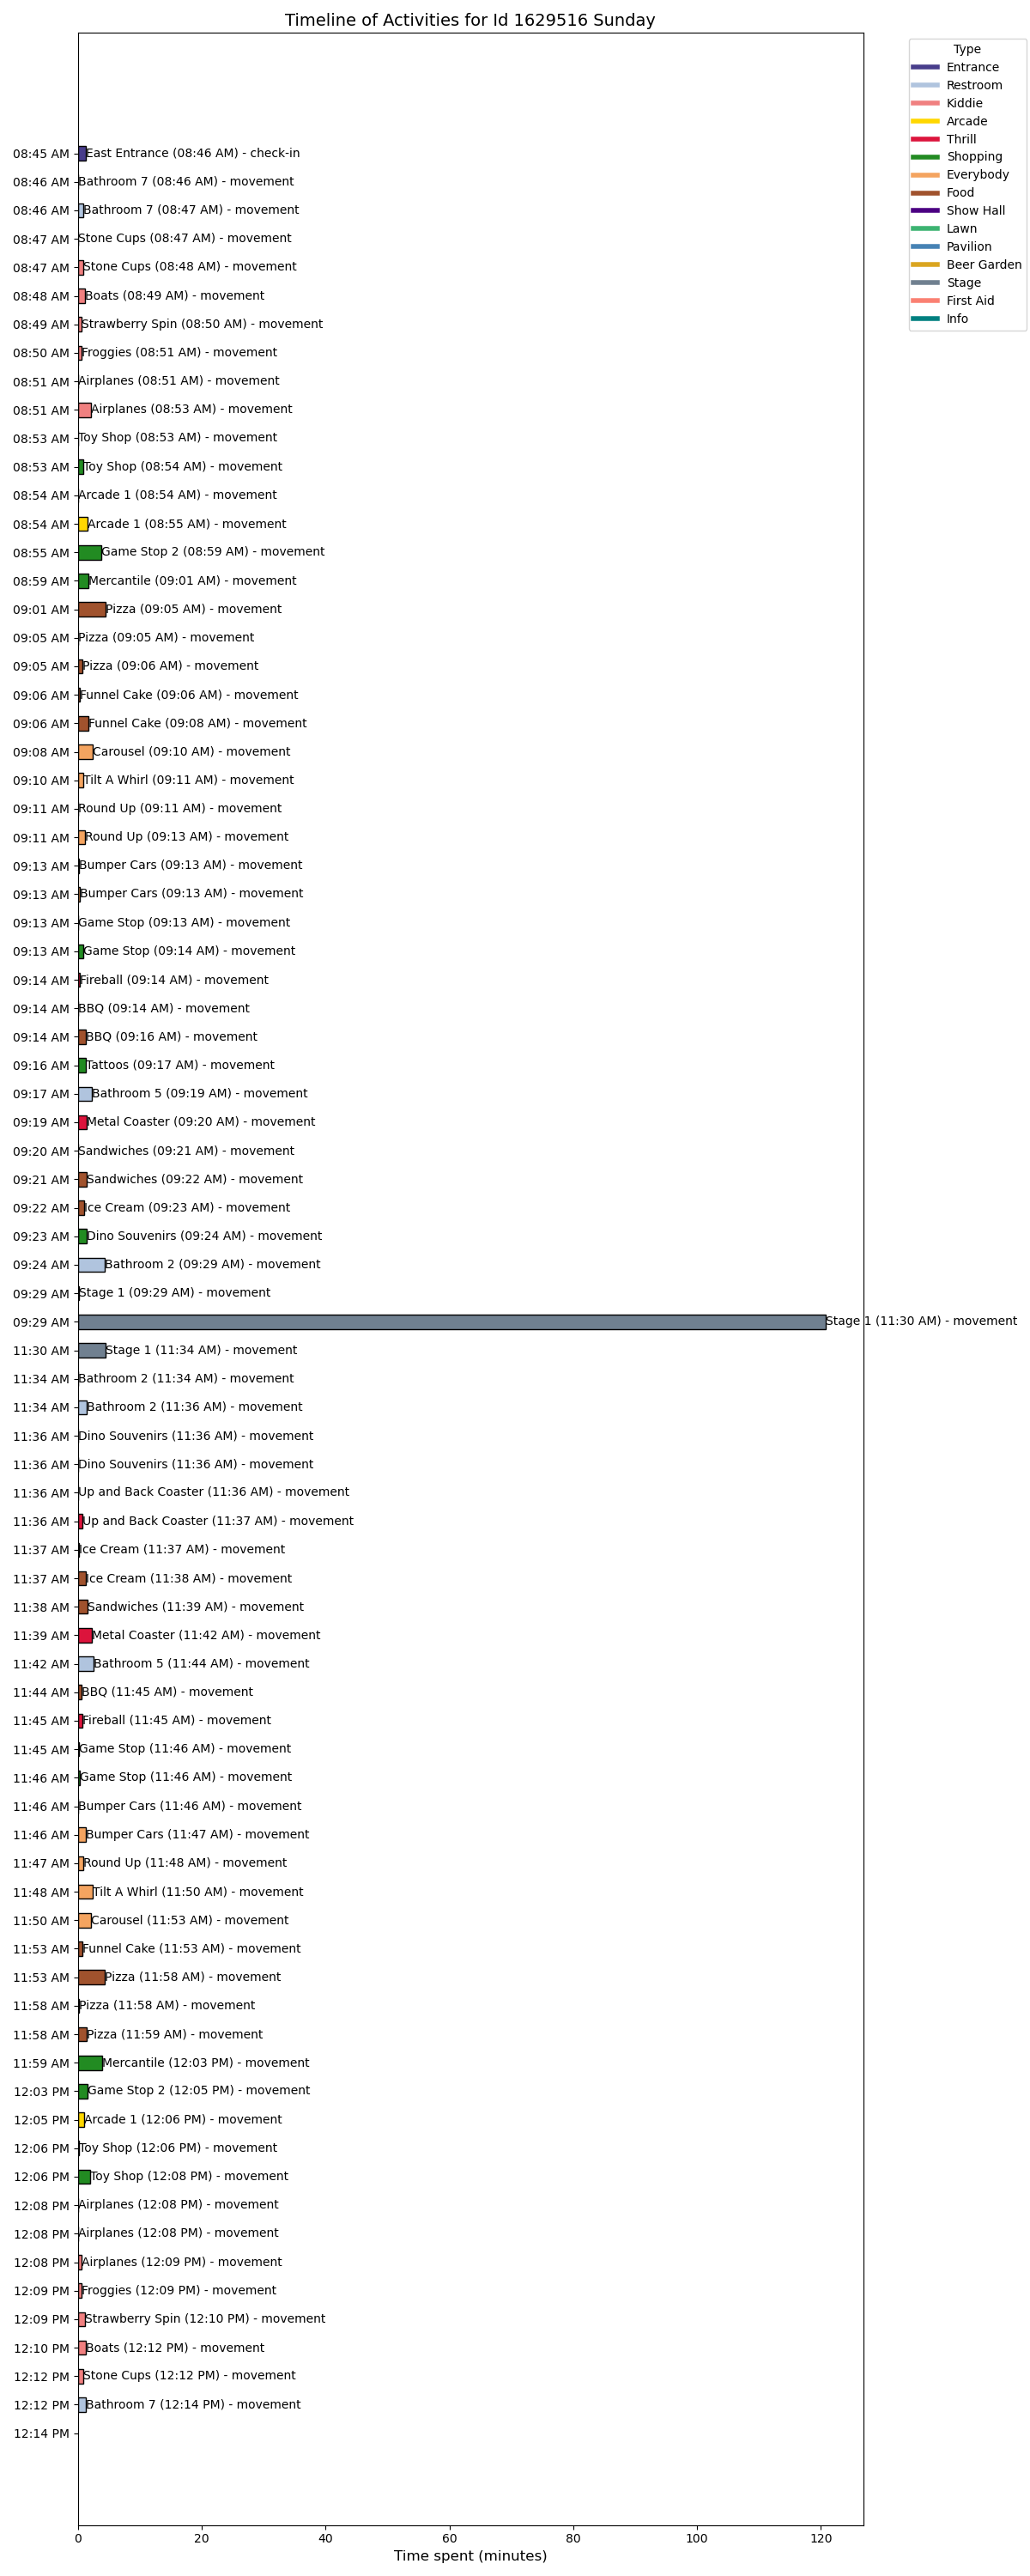 Timeline of Activities for Id 1629516 Sunday
08:45 AM East Entrance (08:46 AM) - check-in
08:46 AM Bathroom 7 (08:46 AM) - movement
08:46 AM Bathroom 7 (08:47 AM) - movement
08:47 AM Stone Cups (08:47 AM) - movement
08:47 AM Stone Cups (08:48 AM) - movement
08:48 AM Boats (08:49 AM) - movement
08:49 AM Strawberry Spin (08:50 AM) - movement
08:50 AM Froggies (08:51 AM) - movement
08:51 AM Airplanes (08:51 AM) - movement
08:51 AM Airplanes (08:53 AM) - movement
08:53 AM Toy Shop (08:53 AM) - movement
08:53 AM Toy Shop (08:54 AM) - movement
08:54 AM Arcade 1 (08:54 AM) - movement
08:54 AM Arcade 1 (08:55 AM) - movement
08:55 AM Game Stop 2 (08:59 AM) - movement
08:59 AM Mercantile (09:01 AM) - movement
09:01 AM Pizza (09:05 AM) - movement
09:05 AM Pizza (09:05 AM) - movement
09:05 AM Pizza (09:06 AM) - movement
09:06 AM Funnel Cake (09:06 AM) - movement
09:06 AM Funnel Cake (09:08 AM) - movement
09:08 AM Carousel (09:10 AM) - movement
09:10 AM Tilt A Whirl (09:11 AM) - movement
09:11 AM Round Up (09:11 AM) - movement
09:11 AM Round Up (09:13 AM) - movement
09:13 AM Bumper Cars (09:13 AM) - movement
09:13 AM Bumper Cars (09:13 AM) - movement
09:13 AM Game Stop (09:13 AM) - movement
09:13 AM Game Stop (09:14 AM) - movement
09:14 AM Fireball (09:14 AM) - movement
09:14 AM BBQ (09:14 AM) - movement
09:14 AM BBQ (09:16 AM) - movement
09:16 AM Tattoos (09:17 AM) - movement
09:17 AM Bathroom 5 (09:19 AM) - movement
09:19 AM Metal Coaster (09:20 AM) - movement
09:20 AM Sandwiches (09:21 AM) - movement
09:21 AM Sandwiches (09:22 AM) - movement
09:22 AM Ice Cream (09:23 AM) - movement
09:23 AM Dino Souvenirs (09:24 AM) - movement
09:24 AM Bathroom 2 (09:29 AM) - movement
09:29 AM Stage 1 (09:29 AM) - movement
09:29 AM Stage 1 (11:30 AM) - movement
11:30 AM Stage 1 (11:34 AM) - movement
11:34 AM Bathroom 2 (11:34 AM) - movement
11:34 AM Bathroom 2 (11:36 AM) - movement
11:36 AM Dino Souvenirs (11:36 AM) - movement
11:36 AM Dino Souvenirs (11:36 AM) - movement
11:36 AM Up and Back Coaster (11:36 AM) - movement
11:36 AM Up and Back Coaster (11:37 AM) - movement
11:37 AM Ice Cream (11:37 AM) - movement
11:37 AM Ice Cream (11:38 AM) - movement
11:38 AM Sandwiches (11:39 AM) - movement
11:39 AM Metal Coaster (11:42 AM) - movement
11:42 AM Bathroom 5 (11:44 AM) - movement
11:44 AM BBQ (11:45 AM) - movement
11:45 AM Fireball (11:45 AM) - movement
11:45 AM Game Stop (11:46 AM) - movement
11:46 AM Game Stop (11:46 AM) - movement
11:46 AM Bumper Cars (11:46 AM) - movement
11:46 AM Bumper Cars (11:47 AM) - movement
11:47 AM Round Up (11:48 AM) - movement
11:48 AM Tilt A Whirl (11:50 AM) - movement
11:50 AM Carousel (11:53 AM) - movement
11:53 AM Funnel Cake (11:53 AM) - movement
11:53 AM Pizza (11:58 AM) - movement
11:58 AM Pizza (11:58 AM) - movement
11:58 AM Pizza (11:59 AM) - movement
11:59 AM Mercantile (12:03 PM) - movement
12:03 PM Game Stop 2 (12:05 PM) - movement
12:05 PM Arcade 1 (12:06 PM) - movement
12:06 PM Toy Shop (12:06 PM) - movement
12:06 PM Toy Shop (12:08 PM) - movement
12:08 PM Airplanes (12:08 PM) - movement
12:08 PM Airplanes (12:08 PM) - movement
12:08 PM Airplanes (12:09 PM) - movement
12:09 PM Froggies (12:09 PM) - movement
12:09 PM Strawberry Spin (12:10 PM) - movement
12:10 PM Boats (12:12 PM) - movement
12:12 PM Stone Cups (12:12 PM) - movement
12:12 PM Bathroom 7 (12:14 PM) - movement
12:14 PM
0 20 40 60 80 100 120
Time spent (minutes)
Type
Entrance
Restroom
Kiddie
Arcade
Thrill
Shopping
Everybody
Food
Show Hall
Lawn
Pavilion
Beer Garden
Stage
First Aid
Info